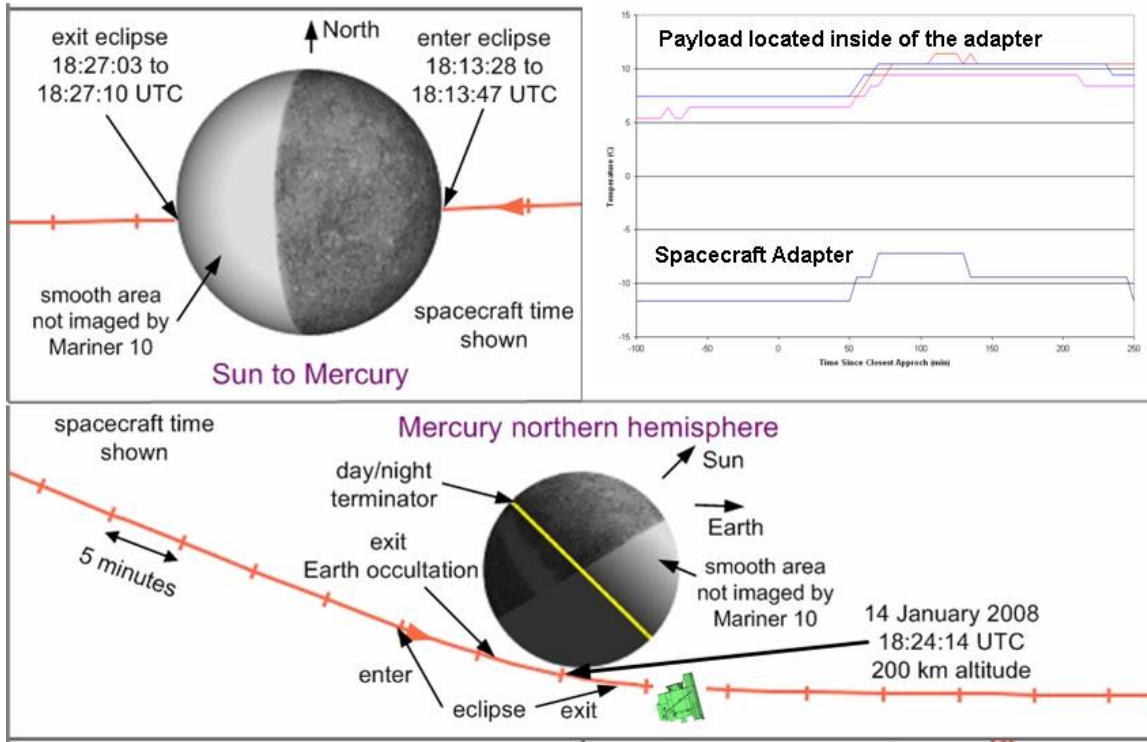 North
exit eclipse
18:27:03 to
18:27:10 UTC
enter eclipse
18:13:28 to
18:13:47 UTC
smooth area
not imaged by
Mariner 10
spacecraft time
shown
Sun to Mercury
Payload located inside of the adapter
Spacecraft Adapter
Temperature (C)
15
10
5
0
-5
-10
-15
-100
-50
0
50
100
150
200
250
Time Since Closest Approch (min)
spacecraft time
shown
Mercury northern hemisphere
day/night
terminator
Sun
Earth
exit
Earth occultation
5 minutes
smooth area
not imaged by
Mariner 10
14 January 2008
18:24:14 UTC
200 km altitude
enter
eclipse
exit